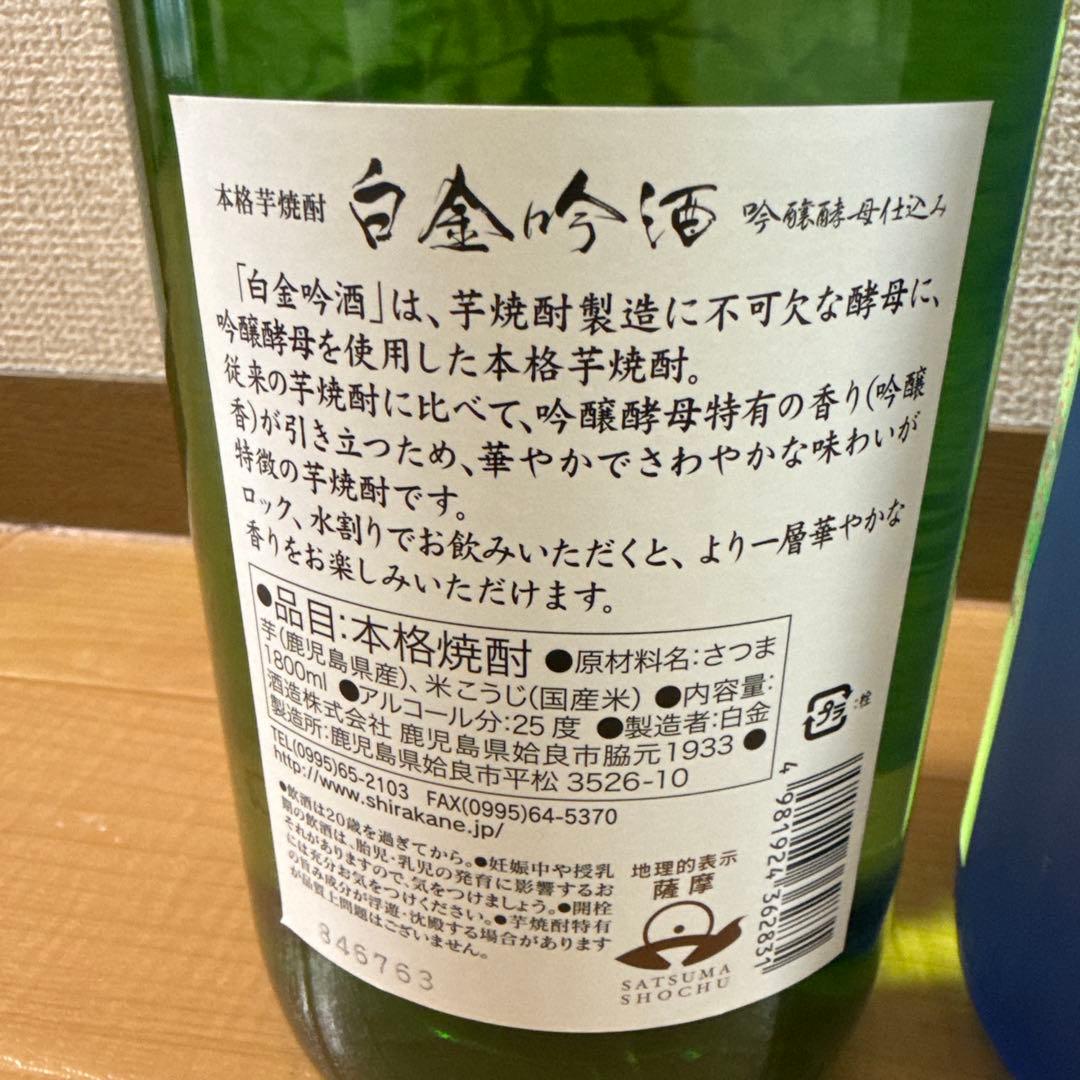 本格芋焼酎 白金吟酒 吟醸酵母仕込み
「白金吟酒」は、芋焼酎製造に不可欠な酵母に、
吟醸酵母を使用した本格芋焼酎。
従来の芋焼酎に比べて、吟醸酵母特有の香り(吟醸
香)が引き立つため、華やかでさわやかな味わいが
特徴の芋焼酎です。
ロック、水割りでお飲みいただくと、より一層華やかな
香りをお楽しみいただけます。
●品目:本格焼酎 ●原材料名:さつま
芋(鹿児島県産)、米こうじ(国産米) ●内容量:
1800ml ●アルコール分:25度 ●製造者:白金
酒造株式会社 鹿児島県姶良市脇元1933 ●
製造所:鹿児島県姶良市平松 3526-10
TEL(0995)65-2103 FAX(0995)64-5370
http://www.shirakane.jp/
●飲酒は20歳を過ぎてから。●妊娠中や授乳
期の飲酒は、胎児・乳児の発育に影響するお
それがありますので、気をつけましょう。●開栓
には充分お気をつけください。●芋焼酎特有
の旨み成分が浮遊・沈殿する場合があります
が品質上問題はございません。
846763
地理的表示
薩摩
SATSUMA
SHOCHU
プラ
:栓
4 981924 362831